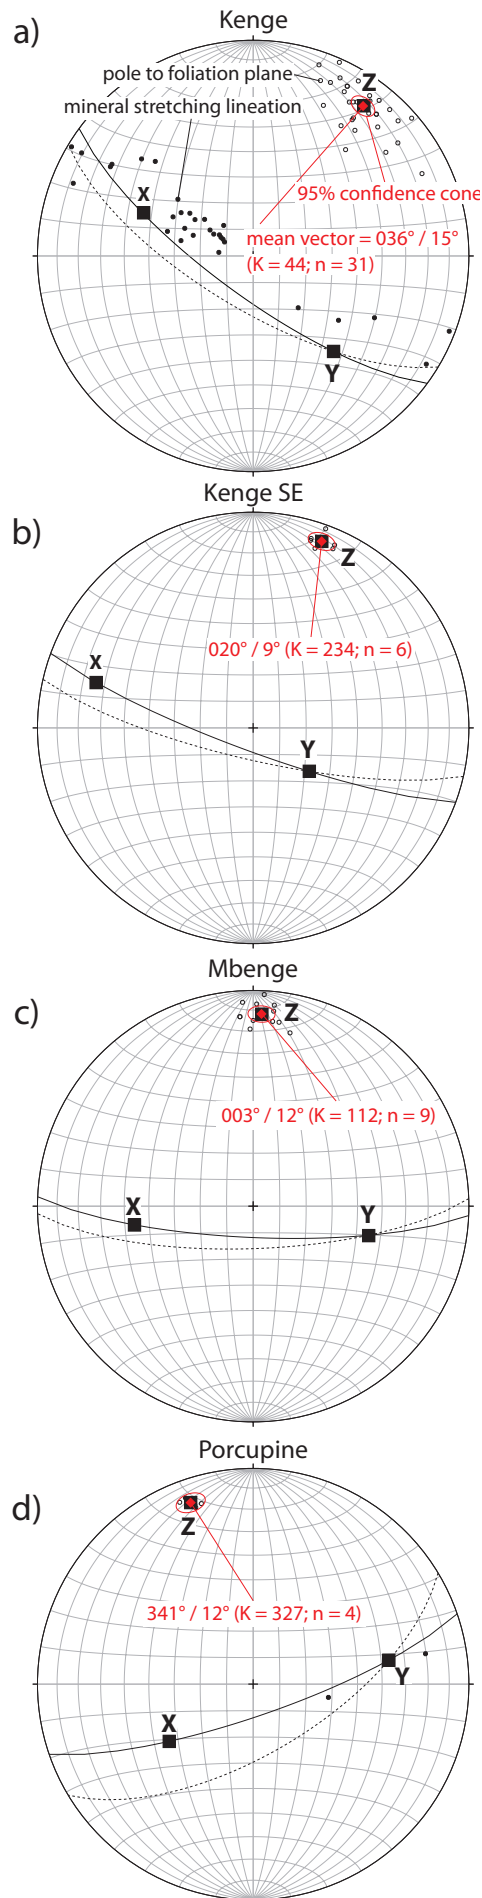 Kenge
a)
pole to foliation plane
Z
mineral stretching lineation
X
95% confidence cone
mean vector = 036° / 15°
(K = 44; n = 31)
Y
Kenge SE
b)
Z
020° / 9° (K = 234; n = 6)
x
Y
Mbenge
c)
Z
003° / 12° (K = 112; n = 9)
X
Y
Porcupine
d)
Z
341° / 12° (K = 327; n = 4)
Y
X